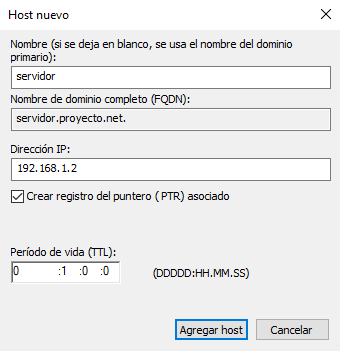 Host nuevo
Nombre (si se deja en blanco, se usa el nombre del dominio
primario):
servidor
Nombre de dominio completo (FQDN):
servidor.proyecto.net.
Dirección IP:
192.168.1.2
Crear registro del puntero ( PTR) asociado
Período de vida (TTL):
0 :1 :0 :0 (DDDDD:HH.MM.SS)
Agregar host Cancelar